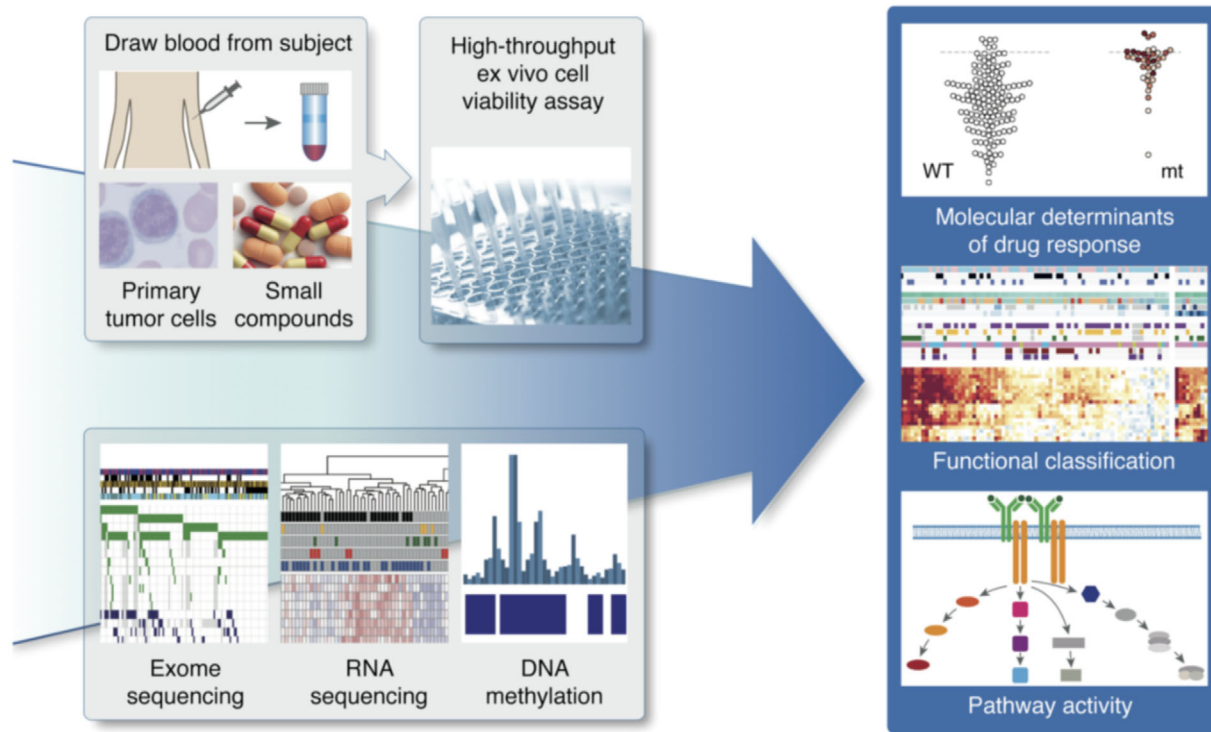 Draw blood from subject
Primary
tumor cells
Small
compounds
High-throughput
ex vivo cell
viability assay
Exome
sequencing
RNA
sequencing
DNA
methylation
WT
mt
Molecular determinants
of drug response
Functional classification
Pathway activity